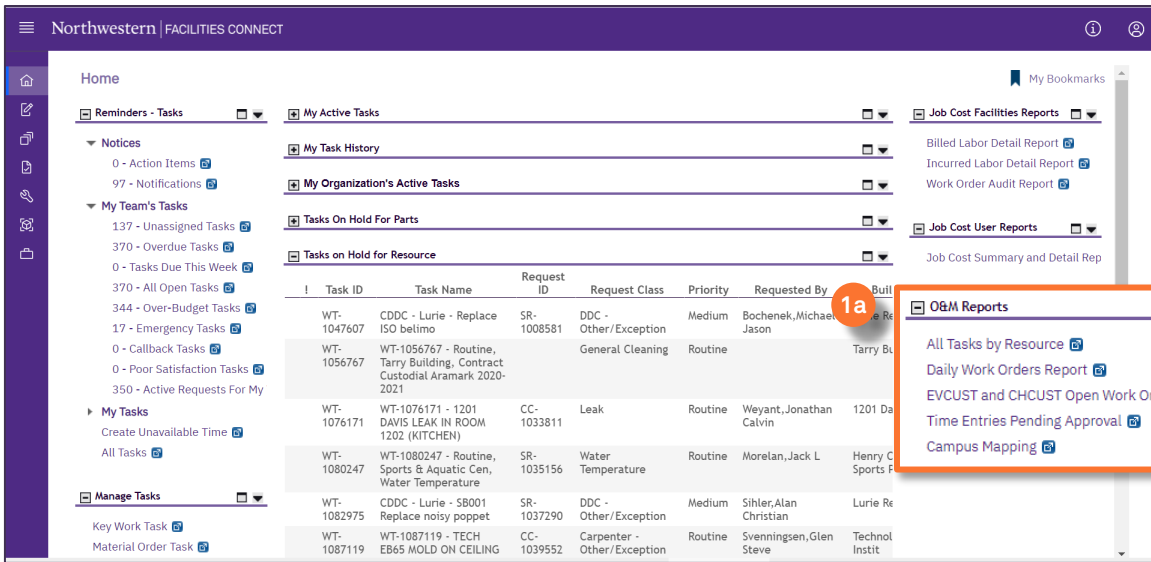 Northwestern | FACILITIES CONNECT
Home
My Bookmarks
Reminders - Tasks
Notices
0 - Action Items
97 - Notifications
My Team's Tasks
137 - Unassigned Tasks
370 - Overdue Tasks
0 - Tasks Due This Week
370 - All Open Tasks
344 - Over-Budget Tasks
17 - Emergency Tasks
0 - Callback Tasks
0 - Poor Satisfaction Tasks
350 - Active Requests For My
My Tasks
Create Unavailable Time
All Tasks
Manage Tasks
Key Work Task
Material Order Task
My Active Tasks
My Task History
My Organization's Active Tasks
Tasks On Hold For Parts
Tasks on Hold for Resource
! Task ID Task Name Request ID Request Class Priority Requested By Buil
WT-1047607 CDDC - Lurie - Replace ISO belimo SR-1008581 DDC - Other/Exception Medium Bochenek,Michael Jason Re
WT-1056767 WT-1056767 - Routine, Tarry Building, Contract Custodial Aramark 2020-2021 General Cleaning Routine Tarry Bu
WT-1076171 WT-1076171 - 1201 DAVIS LEAK IN ROOM 1202 (KITCHEN) CC-1033811 Leak Routine Weyant,Jonathan Calvin 1201 Da
WT-1080247 WT-1080247 - Routine, Sports & Aquatic Cen, Water Temperature SR-1035156 Water Temperature Routine Morelan,Jack L Henry C Sports F
WT-1082975 CDDC - Lurie - SB001 Replace noisy poppet SR-1037290 DDC - Other/Exception Medium Sihler,Alan Christian Lurie Re
WT-1087119 WT-1087119 - TECH EB65 MOLD ON CEILING CC-1039552 Carpenter - Other/Exception Routine Svenningsen,Glen Steve Technol Instit
Job Cost Facilities Reports
Billed Labor Detail Report
Incurred Labor Detail Report
Work Order Audit Report
Job Cost User Reports
Job Cost Summary and Detail Rep
1a
O&M Reports
All Tasks by Resource
Daily Work Orders Report
EVCUST and CHCUST Open Work Or
Time Entries Pending Approval
Campus Mapping